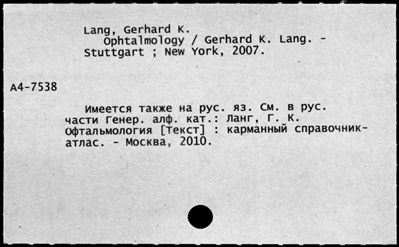 Lang, Gerhard K.
Ophtalmology / Gerhard K. Lang. -
Stuttgart ; New York, 2007.
А4-7538
Имеется также на рус. яз. См. в рус.
части Генер. алф. кат.: Ланг, Г. К.
Офтальмология [Текст] : карманный справочник-
атлас. - Москва, 2010.